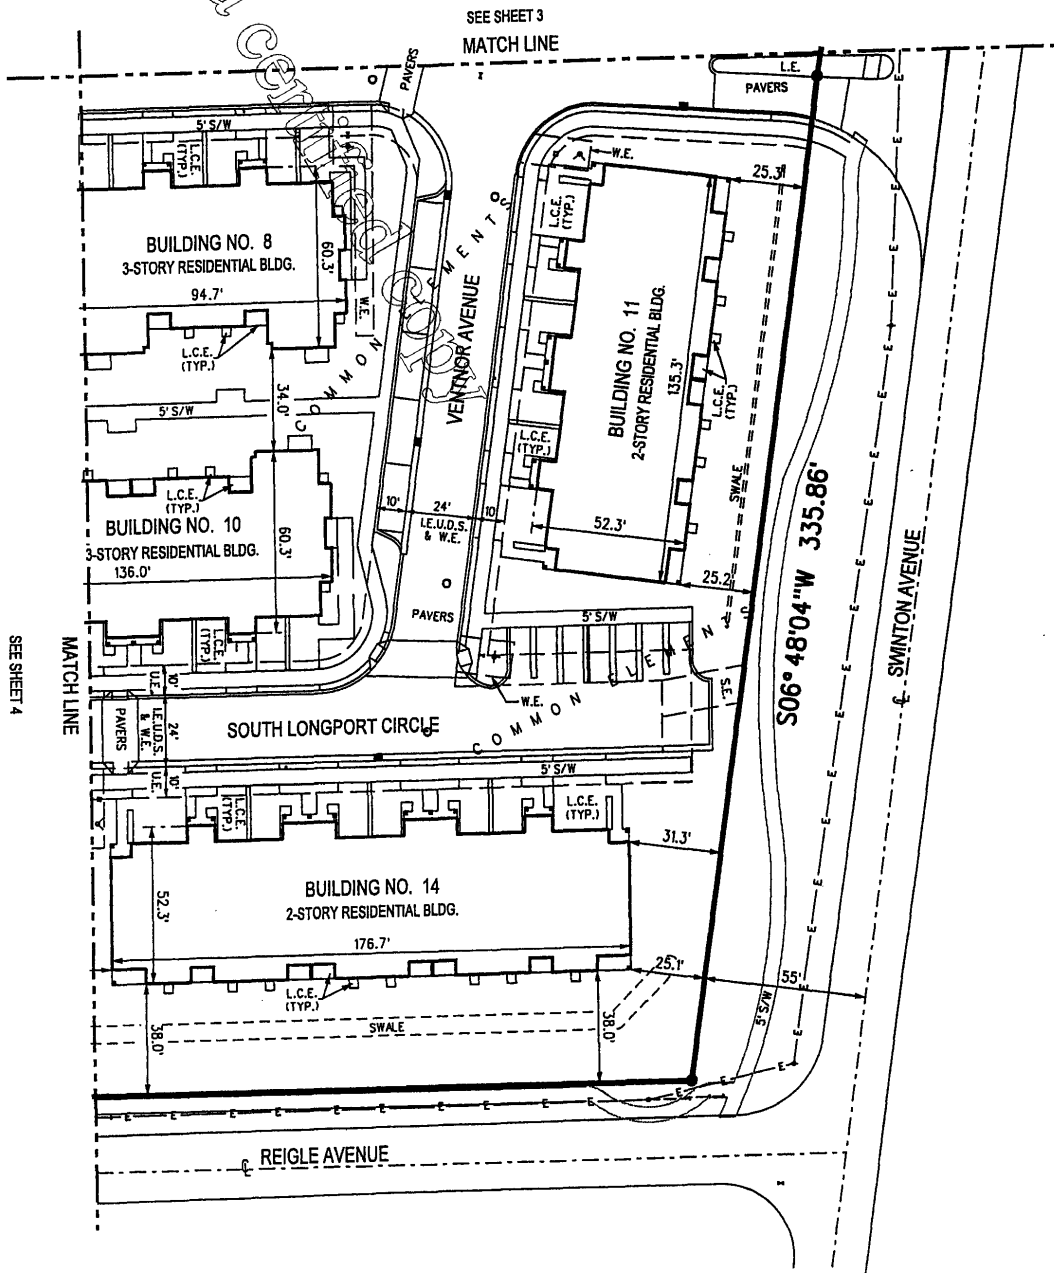 SEE SHEET 3
MATCH LINE
a certified copy
PAVERS
L.E.
PAVERS
5' S/W
L.C.E.
(TYP.)
W.E.
25.3'
L.C.E.
(TYP.)
BUILDING NO. 8
3-STORY RESIDENTIAL BLDG.
60.3'
94.7'
W.E.
L.C.E.
(TYP.)
COMMON ELEMENTS
VENTNOR AVENUE
BUILDING NO. 11
2-STORY RESIDENTIAL BLDG.
135.3'
L.C.E.
(TYP.)
34.0'
5' S/W
L.C.E.
(TYP.)
SWALE
L.C.E.
(TYP.)
BUILDING NO. 10
3-STORY RESIDENTIAL BLDG.
136.0'
60.3'
10'
24'
10
I.E.U.D.S.
& W.E.
52.3'
25.2'
S06°48'04"W 335.86'
SWINTON AVENUE
PAVERS
5' S/W
L.C.E.
(TYP.)
SEE SHEET 4
MATCH LINE
10'
U.E.
W.E.
S.E.
COMMON ELEMENT
PAVERS
I.E.U.D.S.
& W.E.
24'
SOUTH LONGPORT CIRCLE
10'
U.E.
5' S/W
L.C.E.
(TYP.)
L.C.E.
(TYP.)
31.3'
BUILDING NO. 14
2-STORY RESIDENTIAL BLDG.
52.3'
176.7'
25.1'
55'
L.C.E.
(TYP.)
5' S/W
SWALE
38.0'
38.0'
E E E E E E E E E E
REIGLE AVENUE